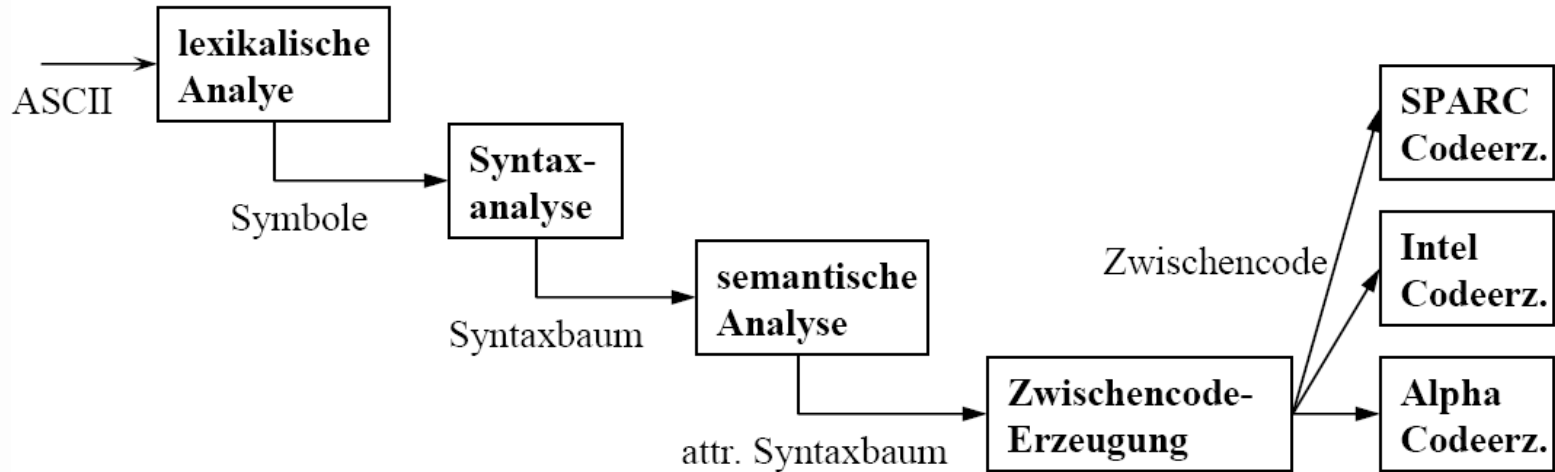 ASCII
lexikalische
Analye
Symbole
Syntax-
analyse
Syntaxbaum
semantische
Analyse
attr. Syntaxbaum
Zwischencode-
Erzeugung
Zwischencode
SPARC
Codeerz.
Intel
Codeerz.
Alpha
Codeerz.